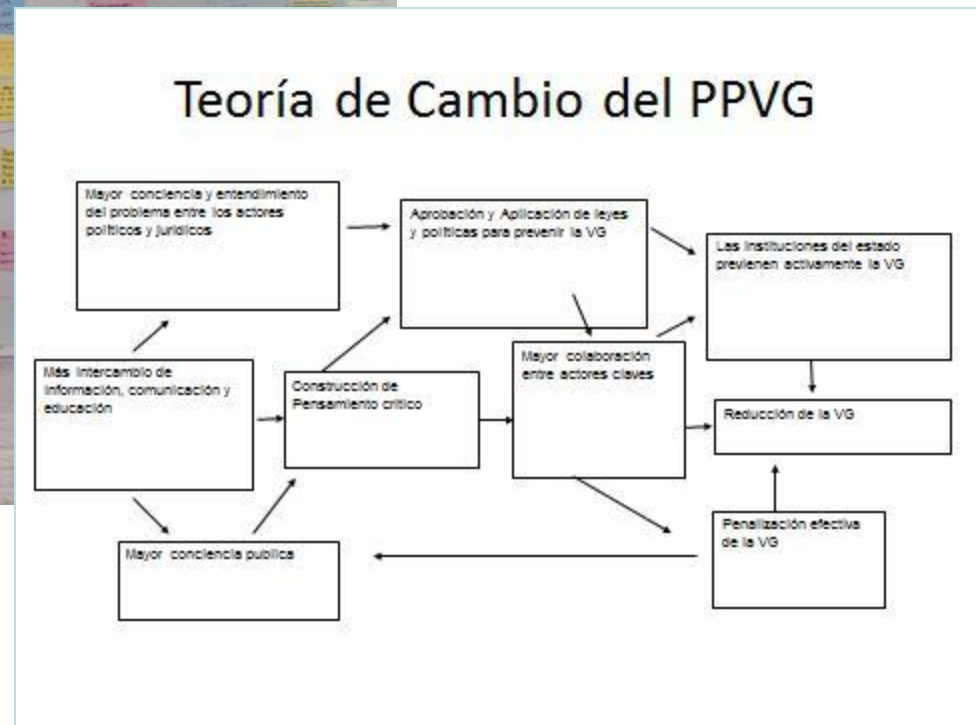 Teoría de Cambio del PPVG
Mayor conciencia y entendimiento
del problema entre los actores
políticos y jurídicos
Aprobación y Aplicación de leyes
y políticas para prevenir la VG
Las instituciones del estado
previenen activamente la VG
Más intercambio de
información, comunicación y
educación
Construcción de
Pensamiento crítico
Mayor colaboración
entre actores claves
Reducción de la VG
Mayor conciencia publica
Penalización efectiva
de la VG